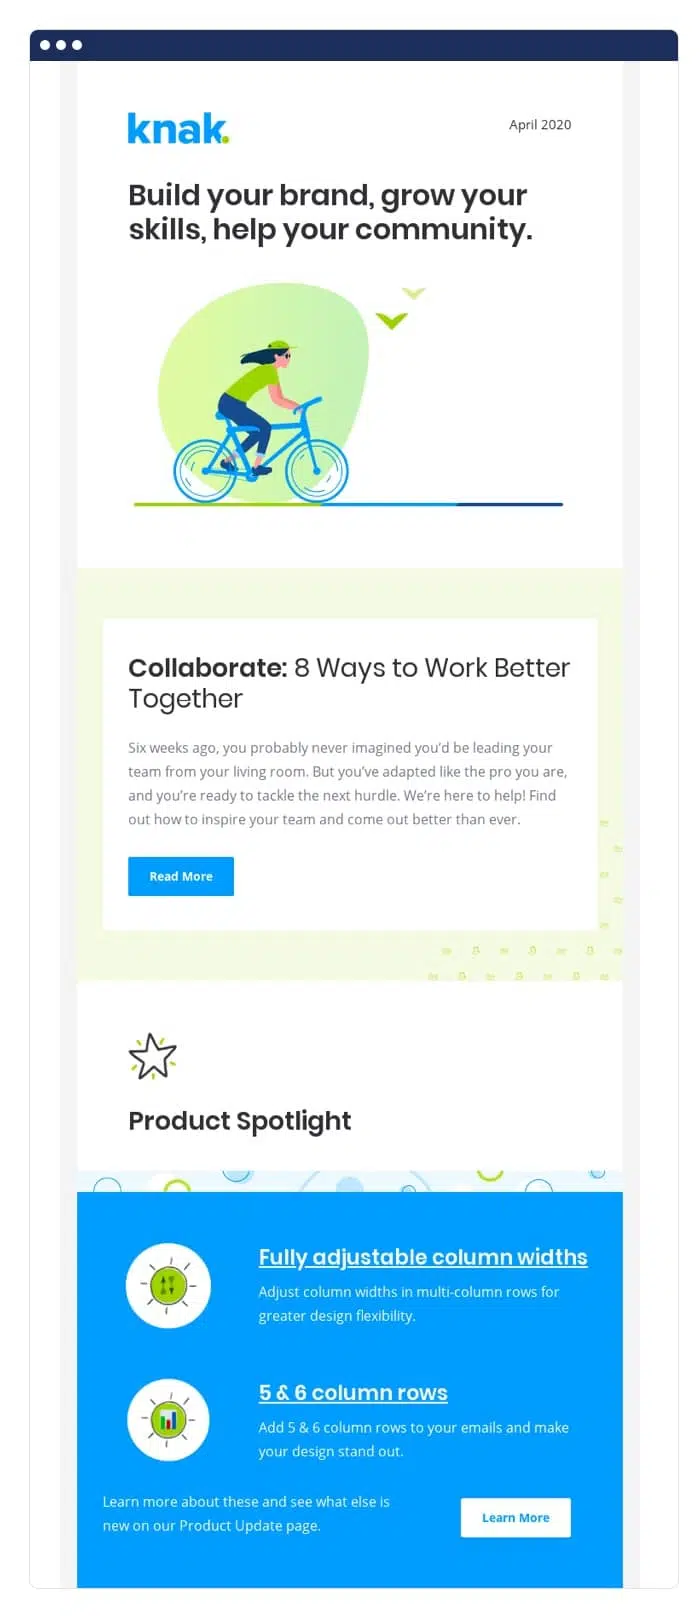 knak.
April 2020
Build your brand, grow your
skills, help your community.
Collaborate: 8 Ways to Work Better
Together
Six weeks ago, you probably never imagined you'd be leading your
team from your living room. But you've adapted like the pro you are,
and you're ready to tackle the next hurdle. We're here to help! Find
out how to inspire your team and come out better than ever.
Read More
Product Spotlight
Fully adjustable column widths
Adjust column widths in multi-column rows for
greater design flexibility.
5 & 6 column rows
Add 5 & 6 column rows to your emails and make
your design stand out.
Learn more about these and see what else is
new on our Product Update page.
Learn More